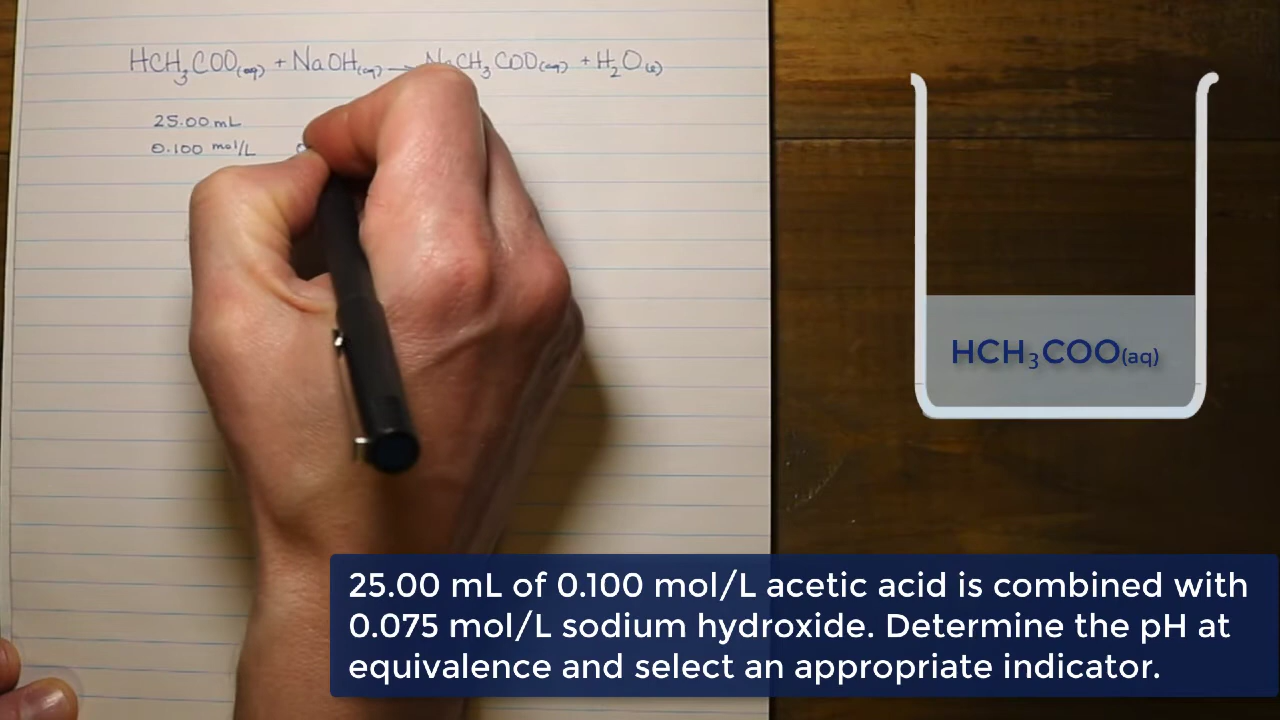 HCH₃COO(aq) + NaOH(aq) → NaCH₃COO(aq) + H₂O(l)
25.00 mL
0.100 mol/L 0
HCH₃COO(aq)
25.00 mL of 0.100 mol/L acetic acid is combined with
0.075 mol/L sodium hydroxide. Determine the pH at
equivalence and select an appropriate indicator.